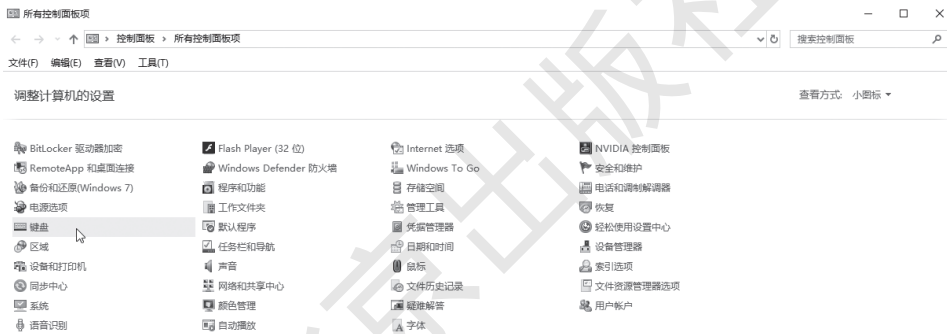 所有控制面板项
控制面板 > 所有控制面板项
搜索控制面板
文件(F) 编辑(E) 查看(V) 工具(T)
调整计算机的设置
查看方式: 小图标
BitLocker 驱动器加密 Flash Player (32 位) Internet 选项 NVIDIA 控制面板
RemoteApp 和桌面连接 Windows Defender 防火墙 Windows To Go 安全和维护
备份和还原(Windows 7) 程序和功能 存储空间 电话和调制解调器
电源选项 工作文件夹 管理工具 恢复
键盘 默认程序 凭据管理器 轻松使用设置中心
区域 任务栏和导航 日期和时间 设备管理器
设备和打印机 声音 鼠标 索引选项
同步中心 网络和共享中心 文件历史记录 文件资源管理器选项
系统 颜色管理 疑难解答 用户帐户
语音识别 自动播放 字体
京出版社